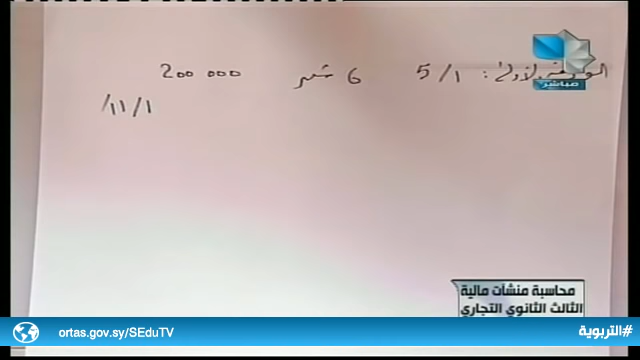 الأولى: 5/1 6 شهر 200 000
11/1/
مباشر
محاسبة منشآت مالية
الثالث الثانوي التجاري
#التربوية
ortas.gov.sy/SEduTV